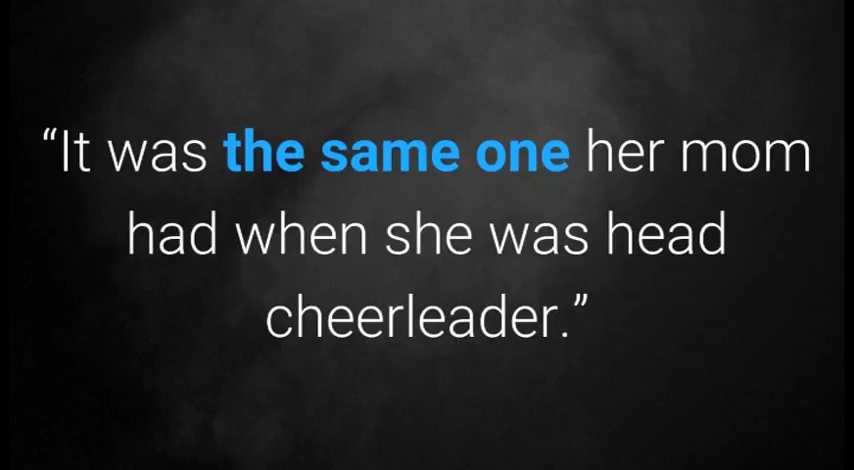 “It was the same one her mom
had when she was head
cheerleader.”